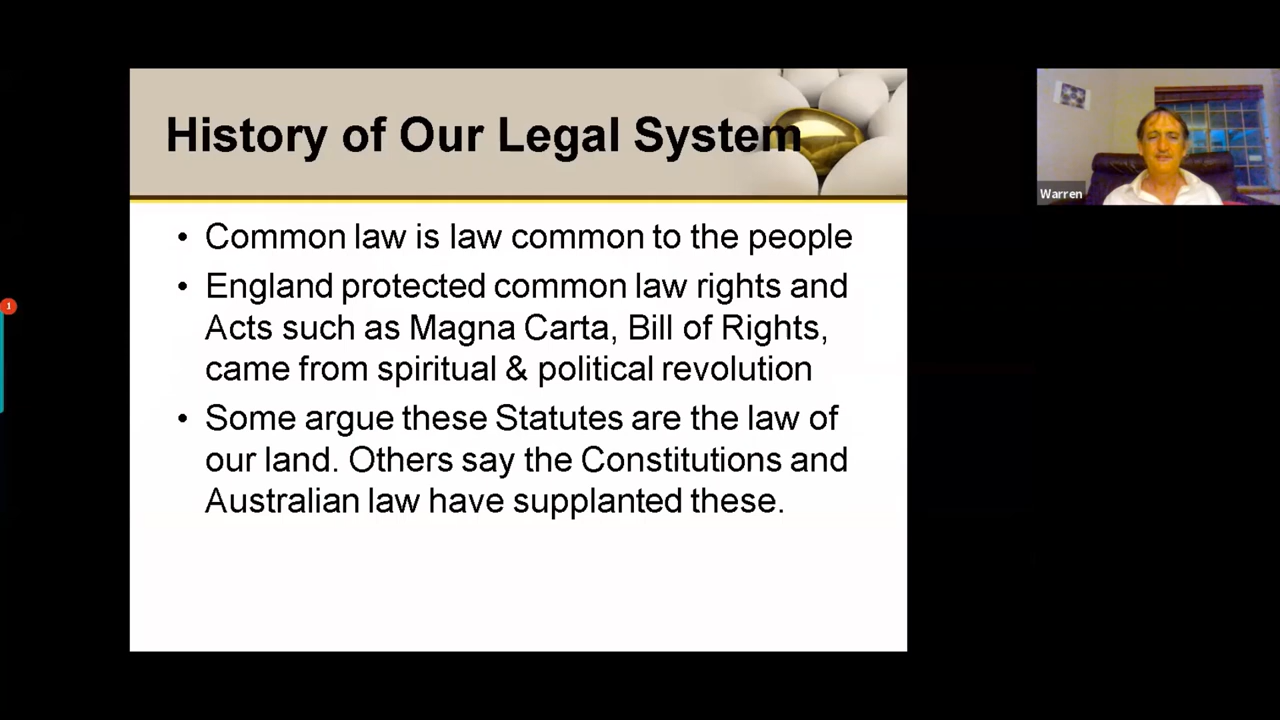 History of Our Legal System
• Common law is law common to the people
• England protected common law rights and
Acts such as Magna Carta, Bill of Rights,
came from spiritual & political revolution
• Some argue these Statutes are the law of
our land. Others say the Constitutions and
Australian law have supplanted these.
Warren
1